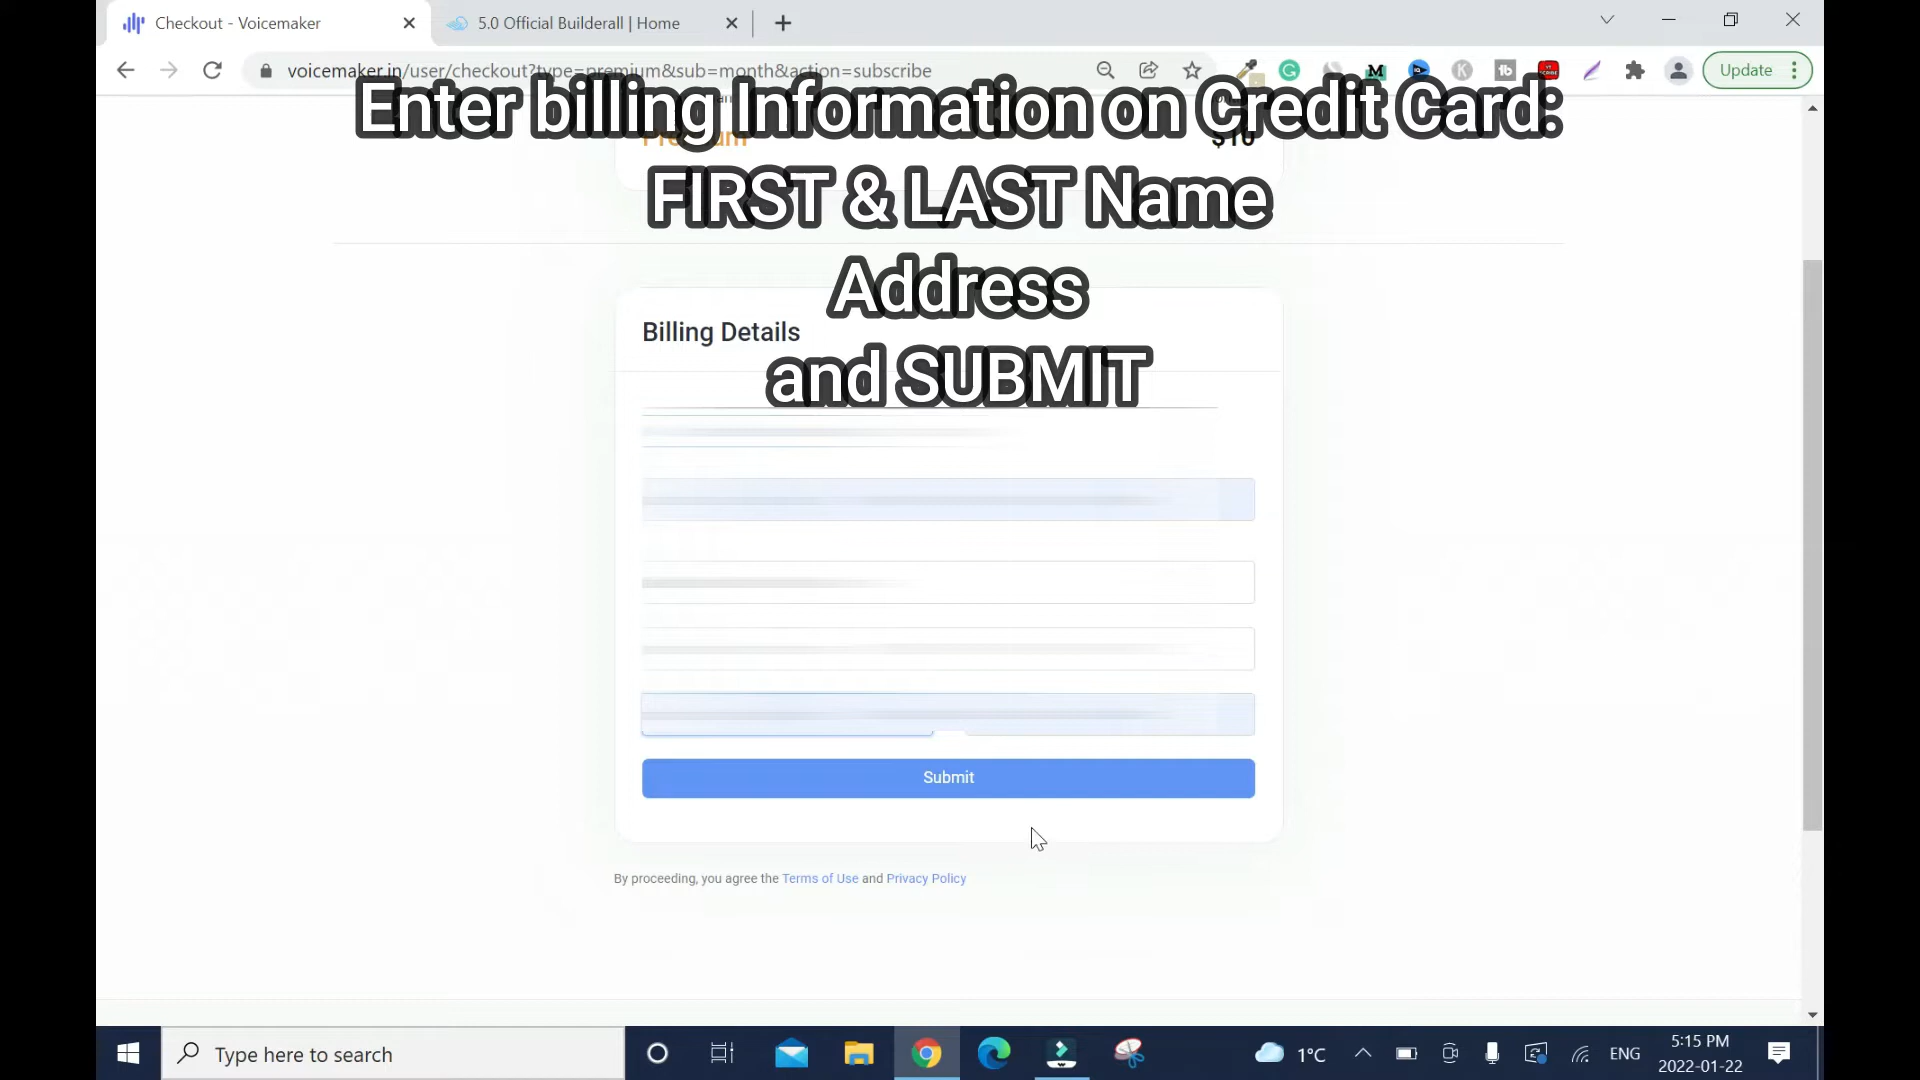 Checkout - Voicemaker
5.0 Official Builderall | Home
voicemaker.in/user/checkout?type=premium&sub=month&action=subscribe
Update
Enter billing Information on Credit Card:
FIRST & LAST Name
Address
and SUBMIT
Premium
$10
Billing Details
Submit
By proceeding, you agree the Terms of Use and Privacy Policy
Type here to search
1°C
ENG
5:15 PM
2022-01-22